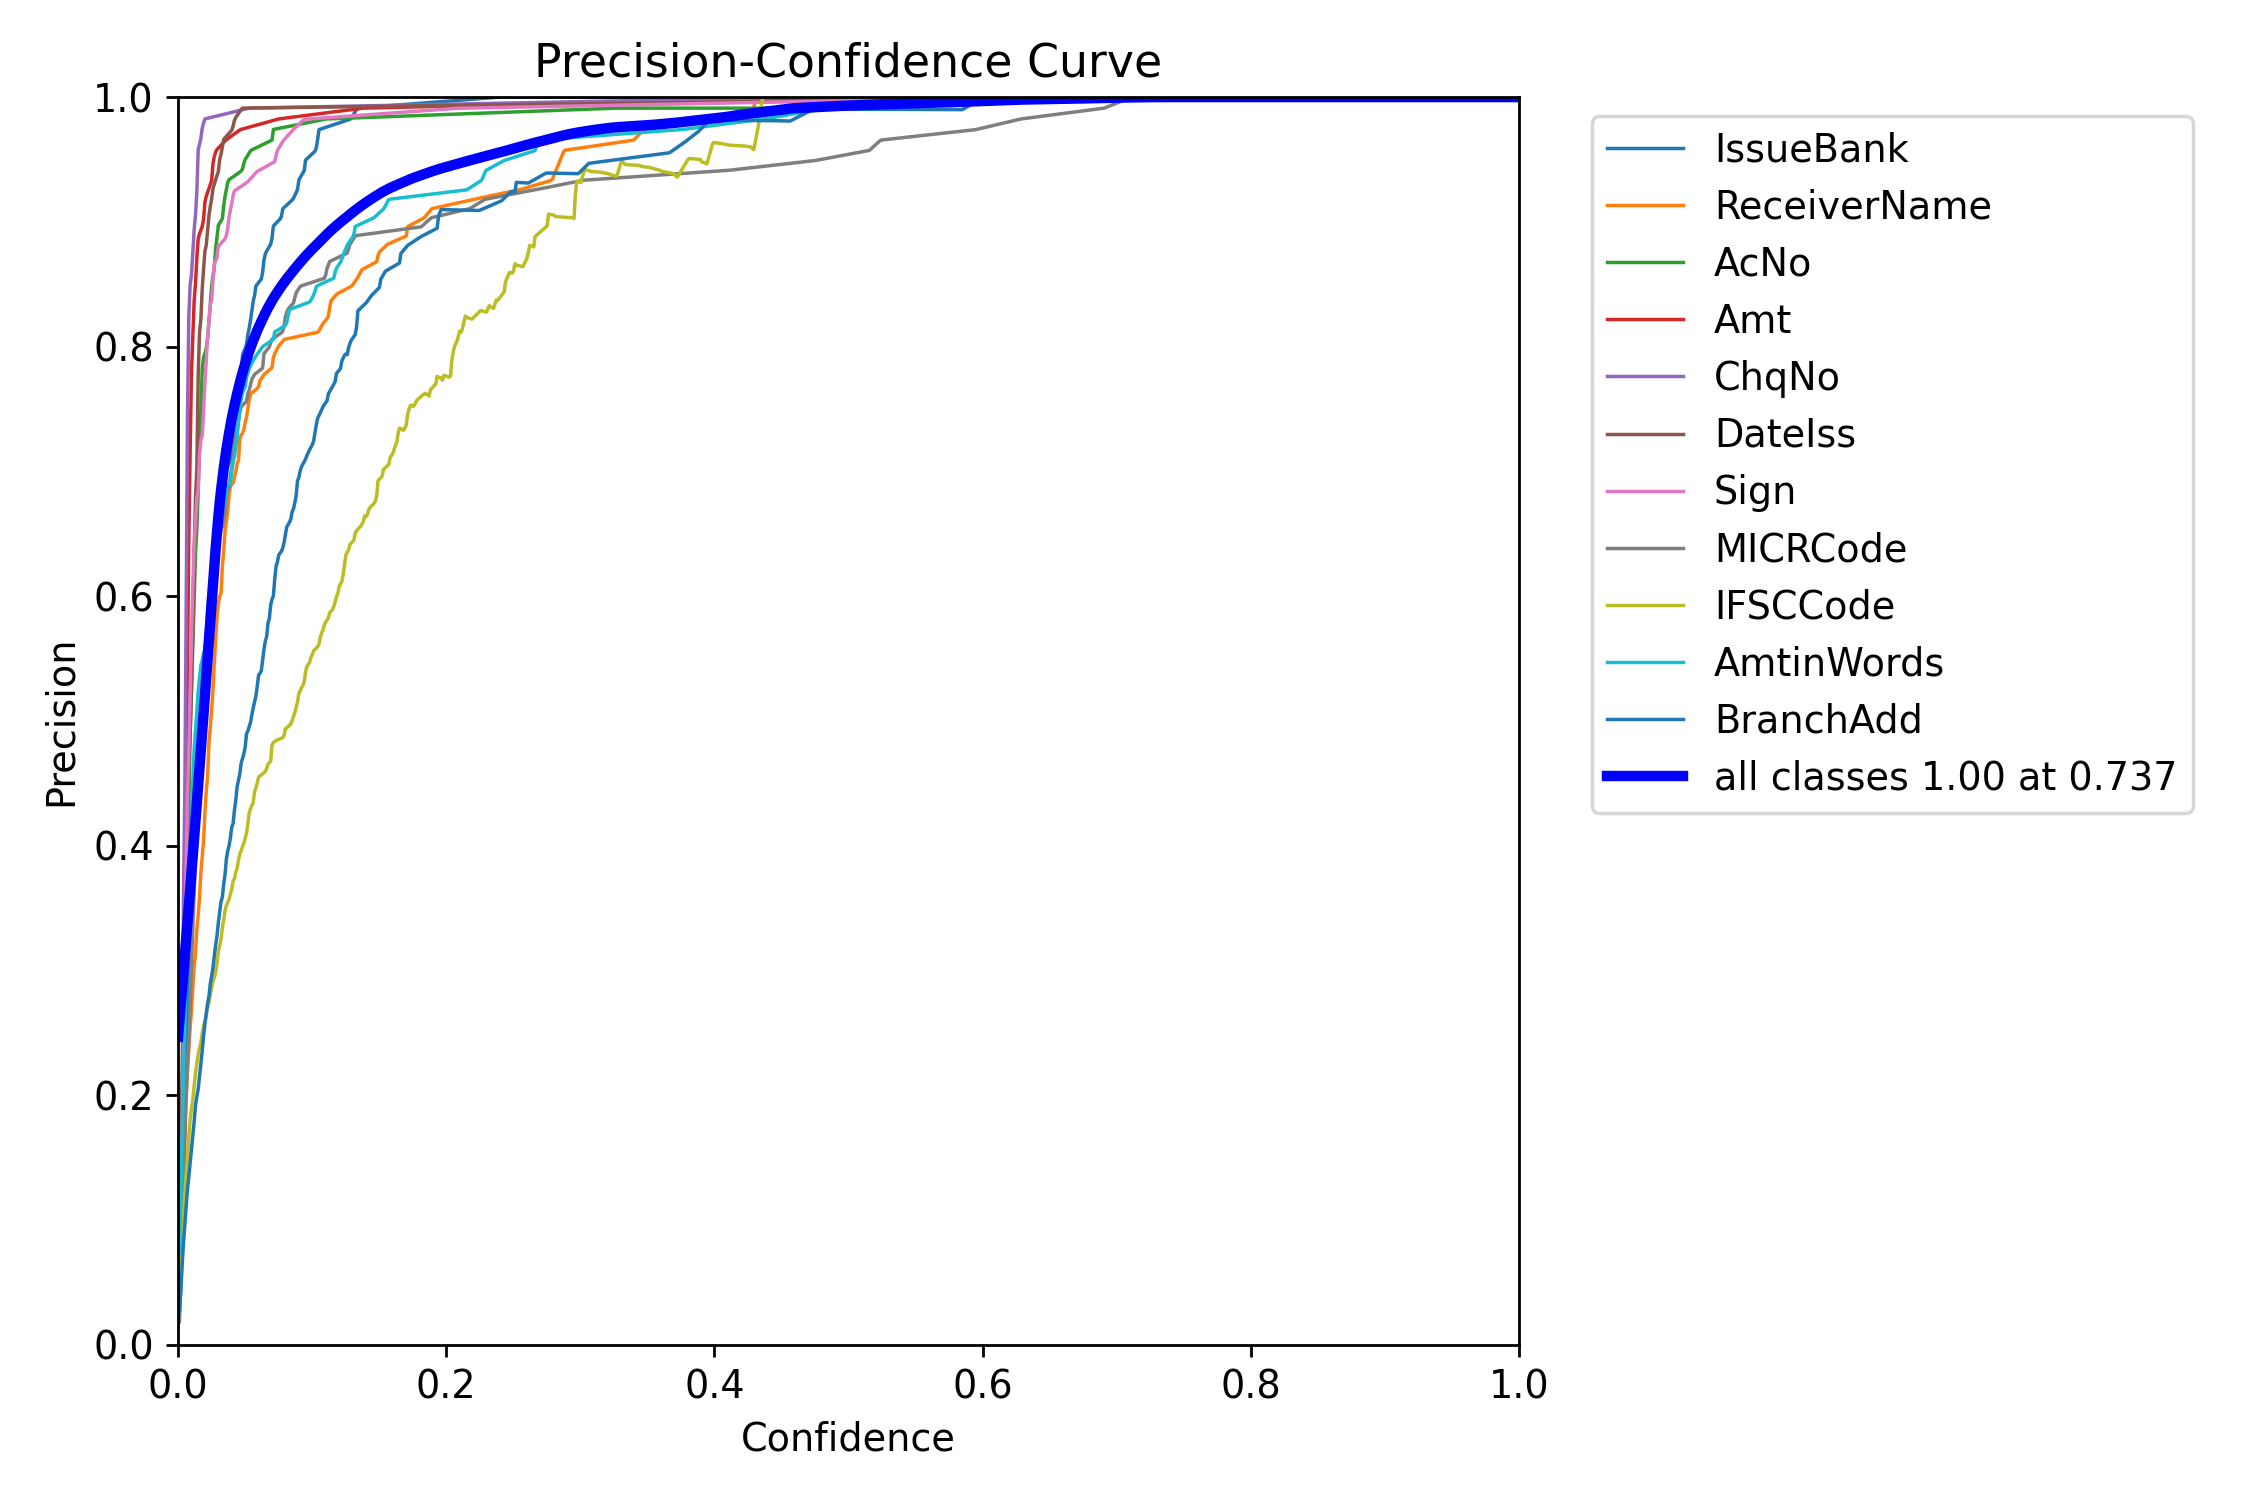 Precision-Confidence Curve
1.0
0.8
0.6
0.4
0.2
0.0
Precision
0.0 0.2 0.4 0.6 0.8 1.0
Confidence
IssueBank
ReceiverName
AcNo
Amt
ChqNo
DateIss
Sign
MICRCode
IFSCCode
AmtinWords
BranchAdd
all classes 1.00 at 0.737